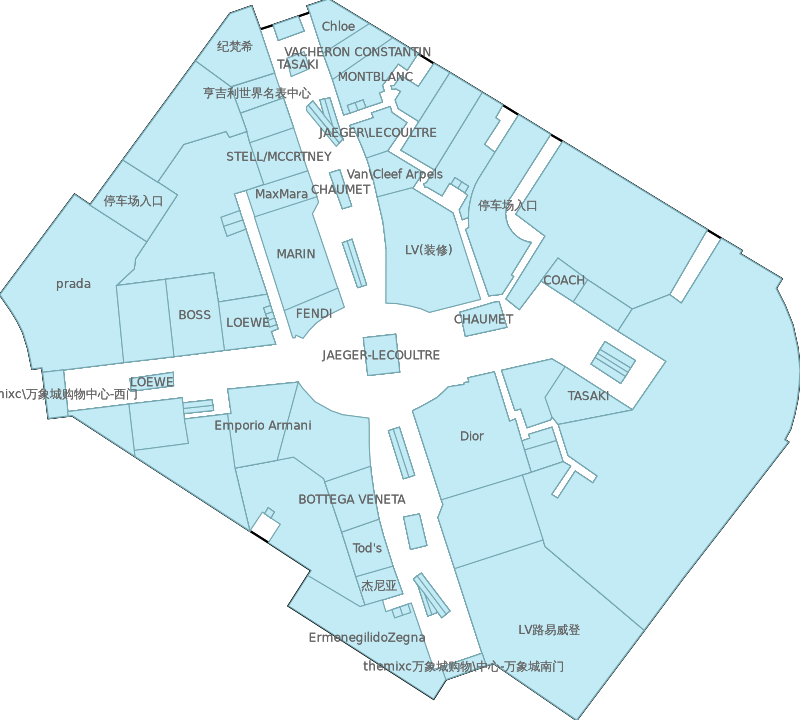 Chloe
纪梵希
VACHERON CONSTANTIN
TASAKI
MONTBLANC
亨吉利世界名表中心
JAEGER\LECOULTRE
STELL/MCCRTNEY
Van\Cleef Arpels
MaxMara
CHAUMET
停车场入口
停车场入口
MARIN
LV(装修)
prada
COACH
BOSS
LOEWE
FENDI
CHAUMET
JAEGER-LECOULTRE
LOEWE
mixc\万象城购物中心-西门
TASAKI
Emporio Armani
Dior
BOTTEGA VENETA
Tod's
杰尼亚
LV路易威登
ErmonegilidoZegna
themixc万象城购物\中心-万象城南门